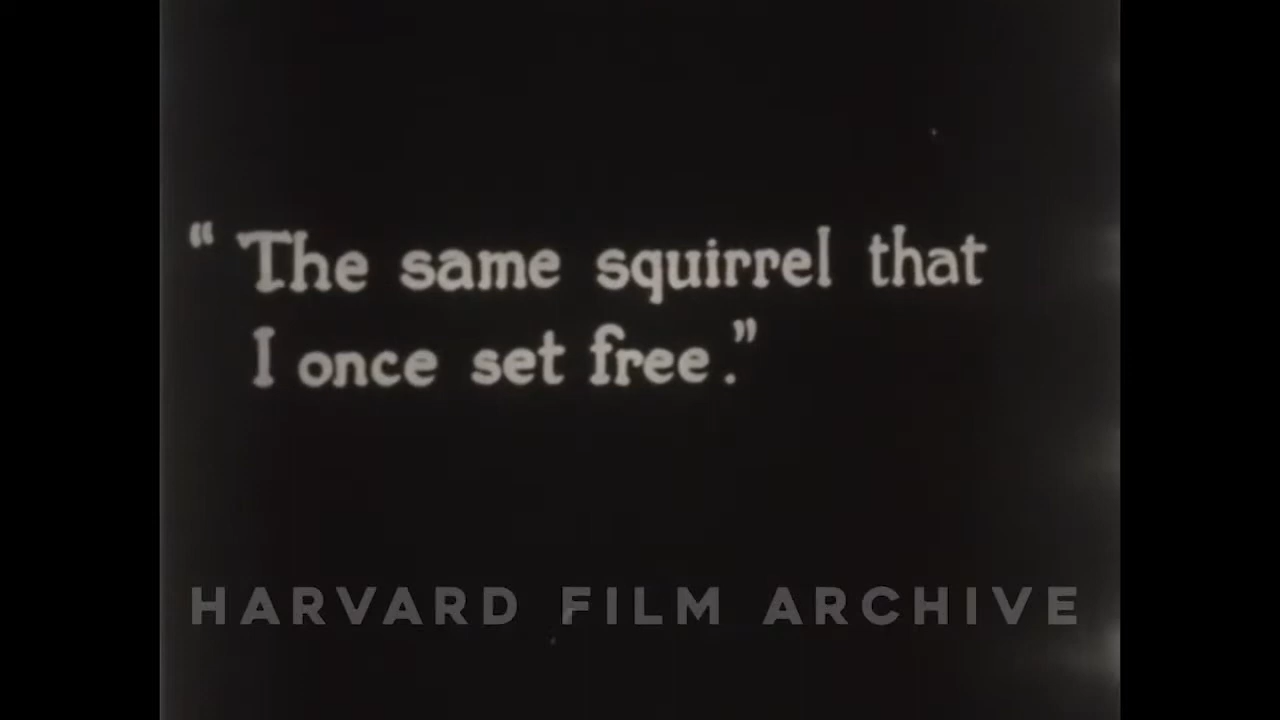 “ The same squirrel that
I once set free.”
HARVARD FILM ARCHIVE